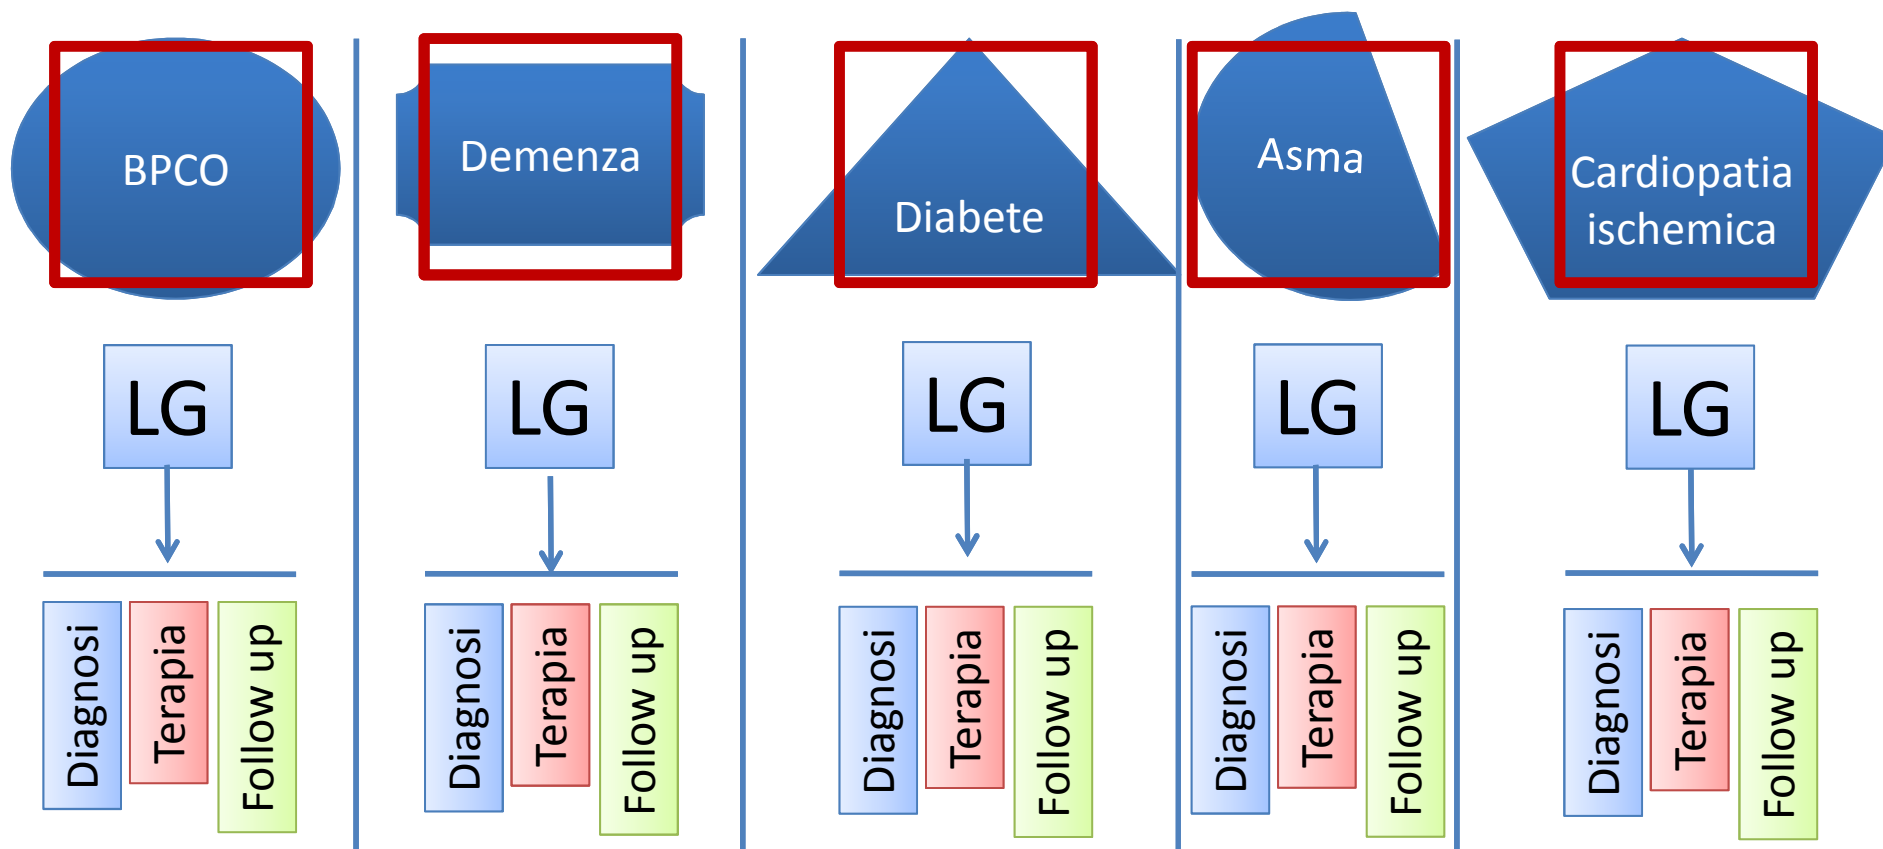 BPCO
Demenza
Diabete
Asma
Cardiopatia
ischemica
LG
LG
LG
LG
LG
Diagnosi
Terapia
Follow up
Diagnosi
Terapia
Follow up
Diagnosi
Terapia
Follow up
Diagnosi
Terapia
Follow up
Diagnosi
Terapia
Follow up